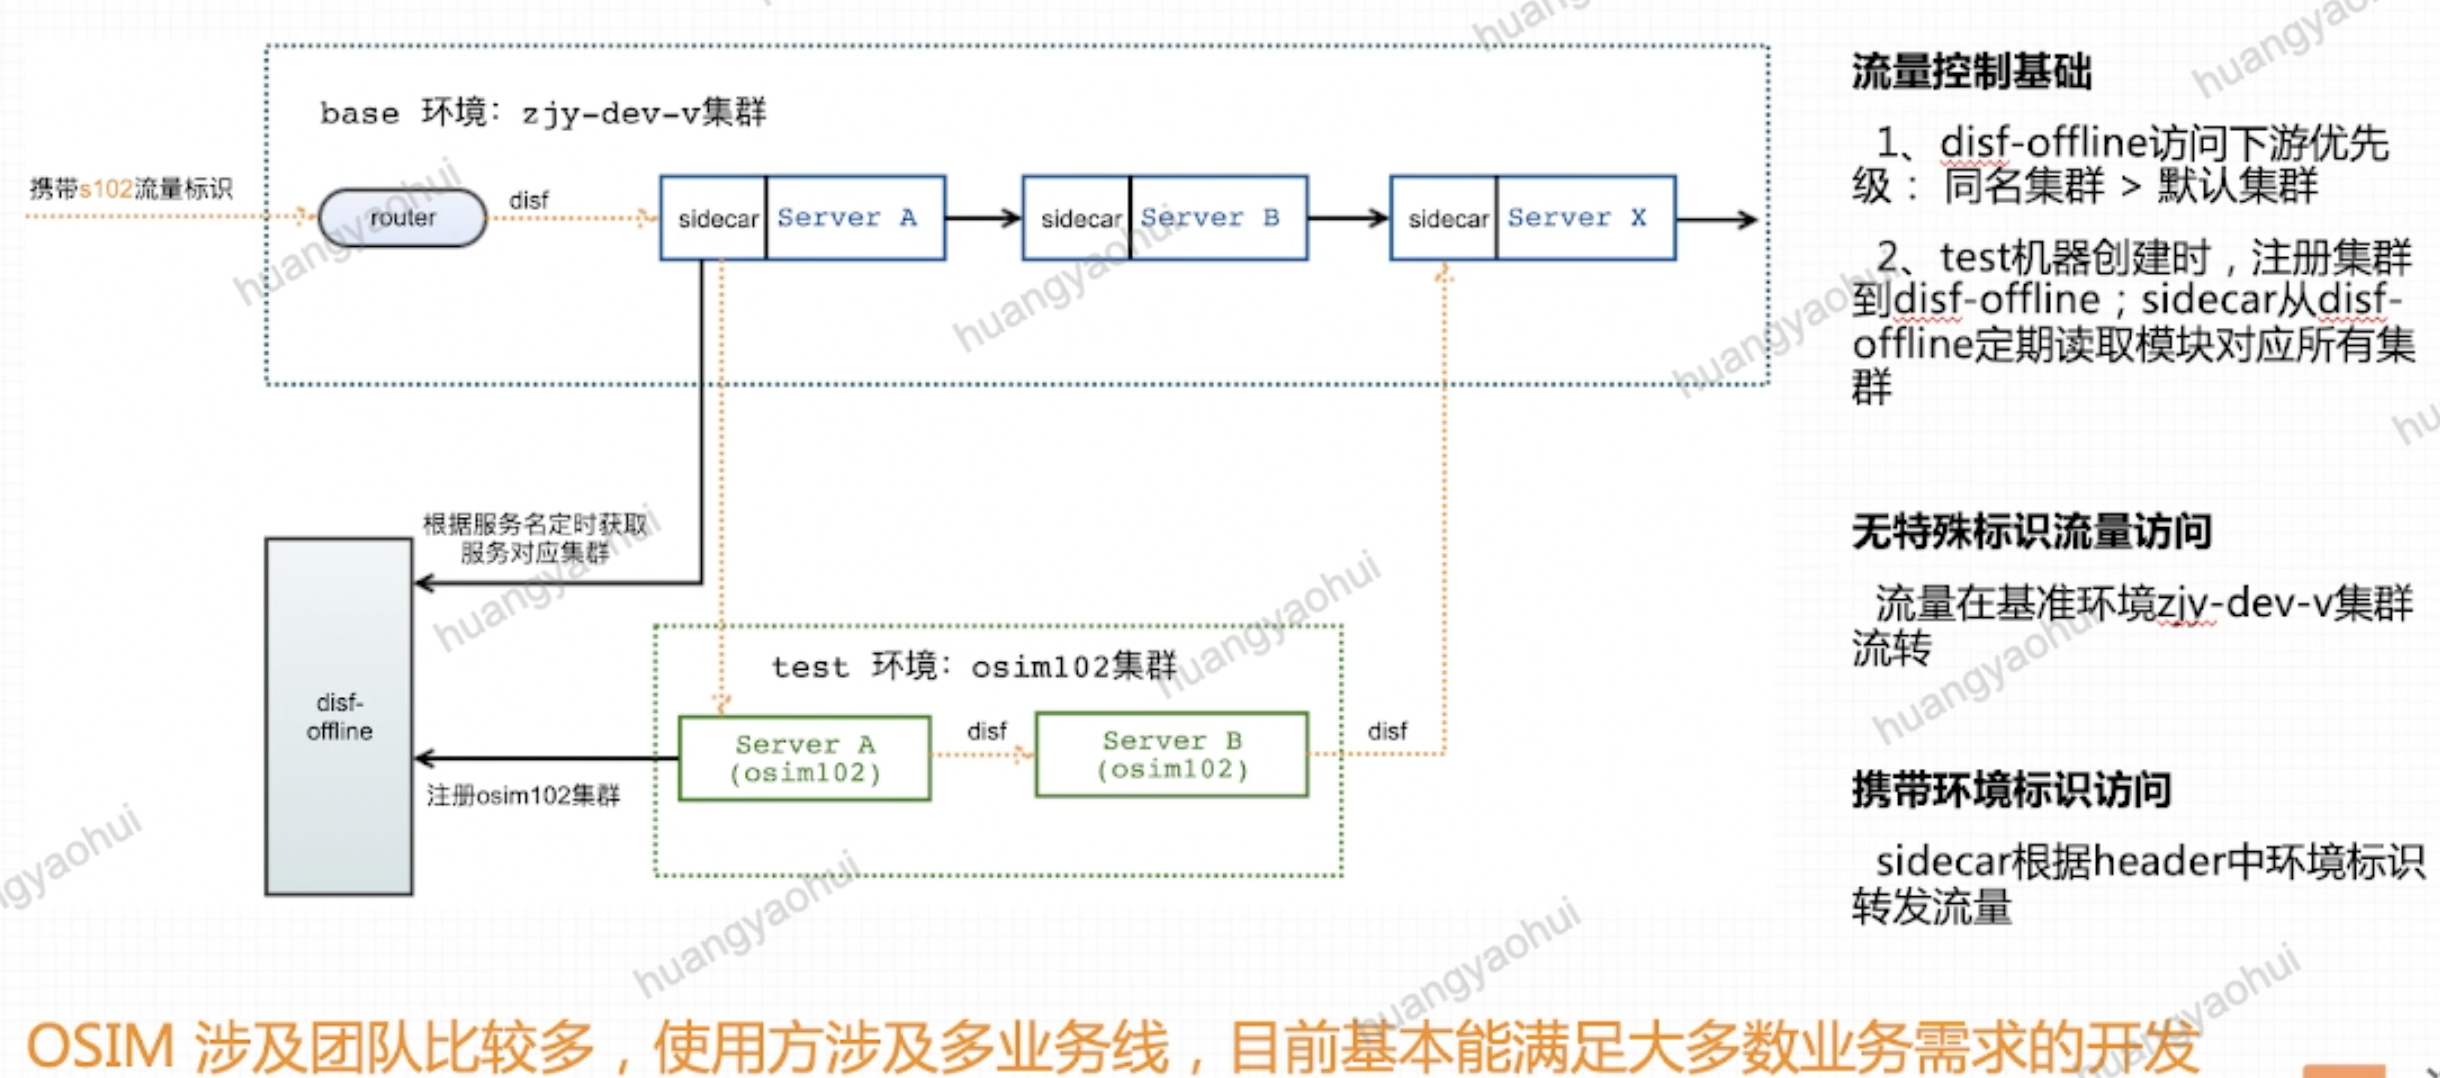 base 环境：zjy-dev-v集群
携带s102流量标识
router
disf
sidecar
Server A
sidecar
Server B
sidecar
Server X
根据服务名定时获取
服务对应集群
disf-
offline
注册osim102集群
test 环境：osim102集群
Server A
(osim102)
disf
Server B
(osim102)
disf
流量控制基础
1、disf-offline访问下游优先
级： 同名集群 > 默认集群
2、test机器创建时，注册集群
到disf-offline；sidecar从disf-
offline定期读取模块对应所有集
群
无特殊标识流量访问
流量在基准环境zjy-dev-v集群
流转
携带环境标识访问
sidecar根据header中环境标识
转发流量
OSIM 涉及团队比较多，使用方涉及多业务线，目前基本能满足大多数业务需求的开发
huangyaohui
huangyaohui
huangyaohui
huangyaohui
huangyaohui
huangyaohui
huangyaohui
huangyaohui
huangyaohui
huangyaohui